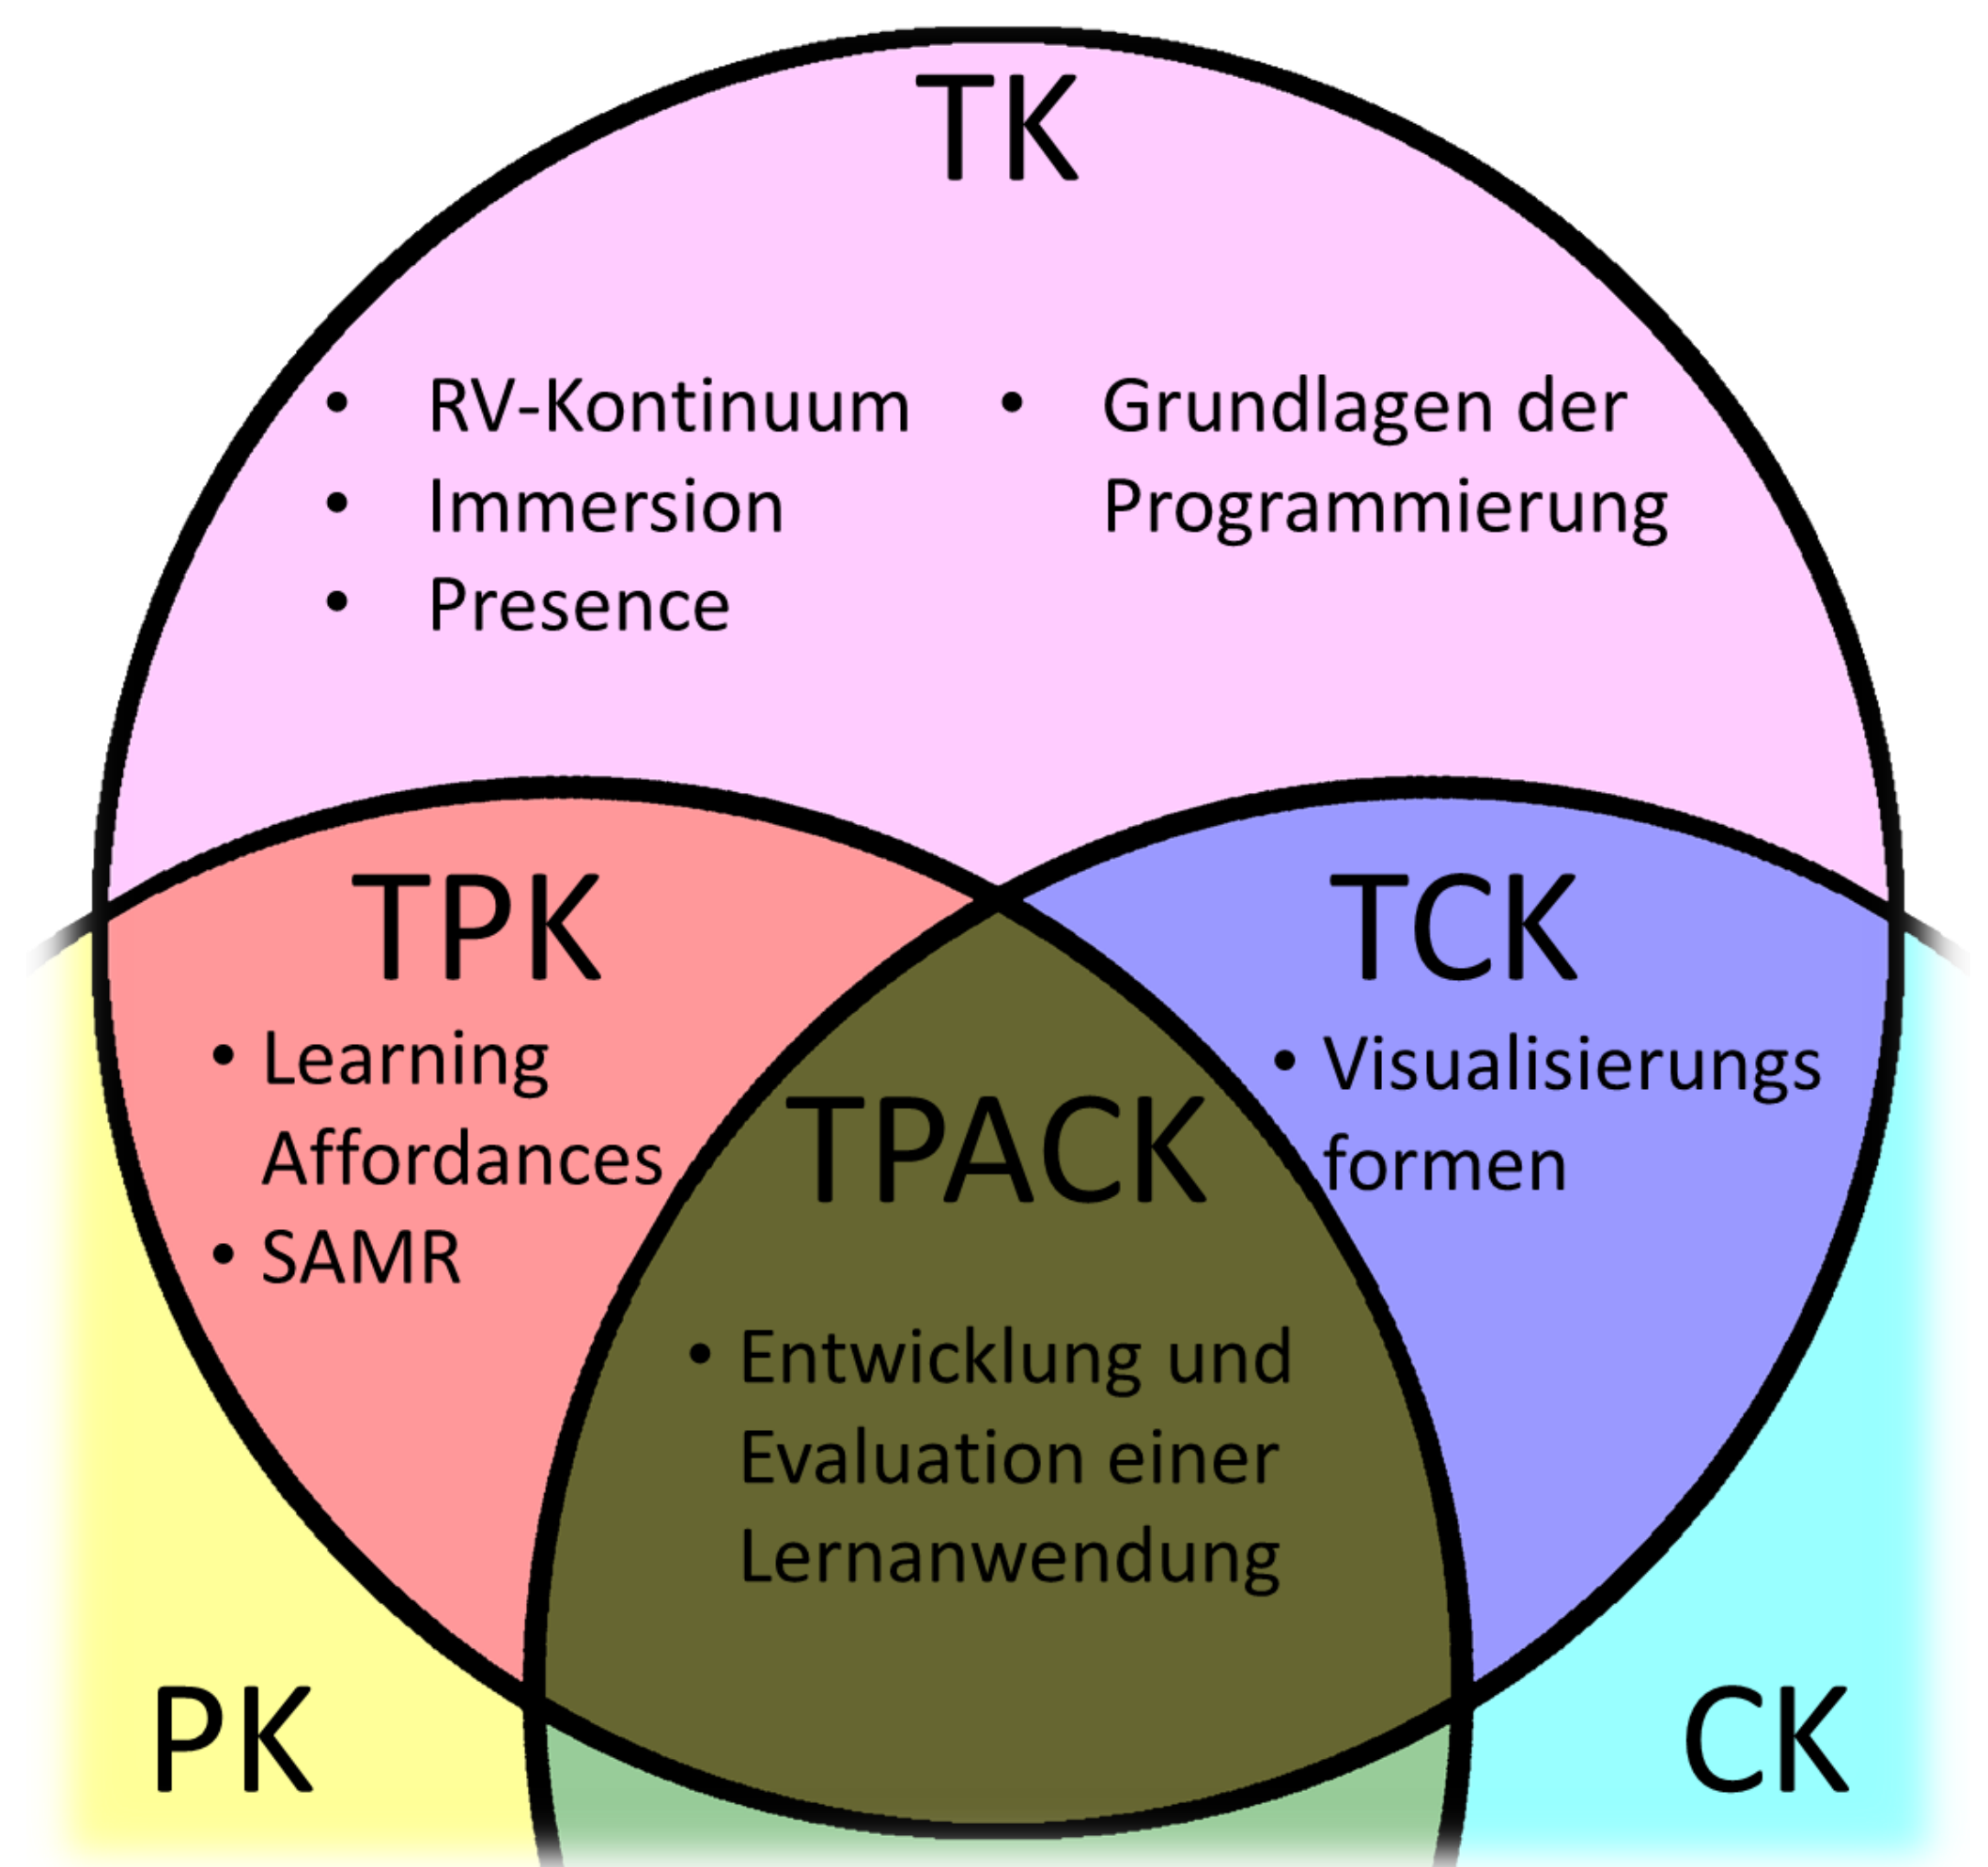 TK
• RV-Kontinuum
• Immersion
• Presence
• Grundlagen der
Programmierung
TPK
• Learning
Affordances
• SAMR
TCK
• Visualisierungs
formen
TPACK
• Entwicklung und
Evaluation einer
Lernanwendung
PK
CK